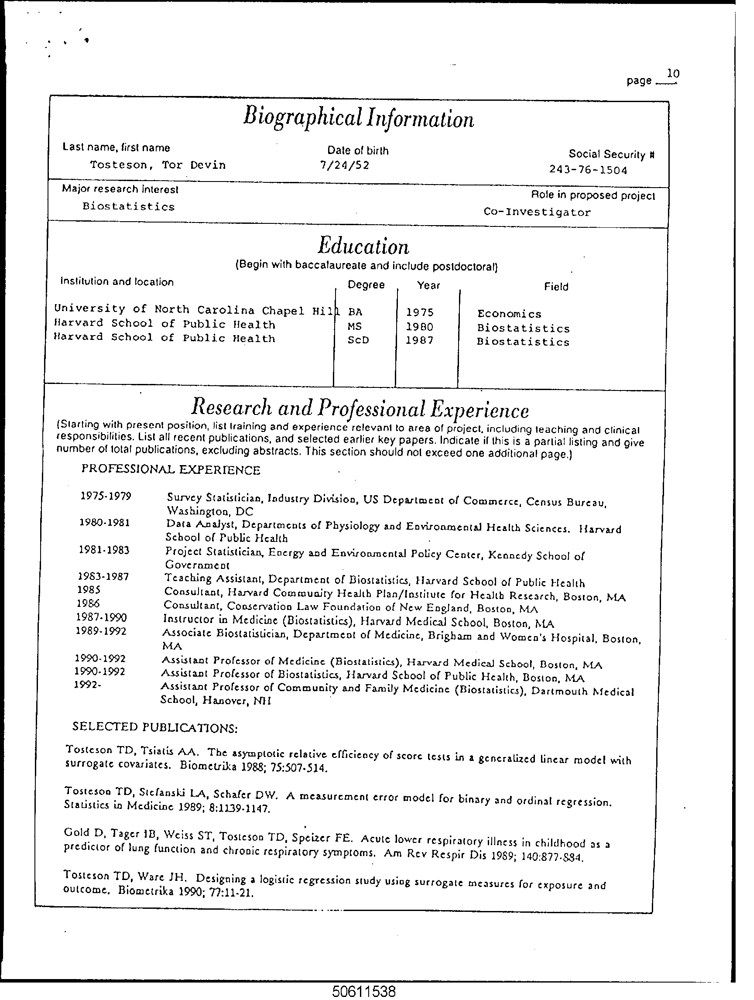 page 10
Biographical Information
Last name, first name Date of birth Social Security #
Tosteson, Tor Devin 7/24/52 243-76-1504
Major research interest Role in proposed project
Biostatistics Co-Investigator
Education
(Begin with baccalaureate and include postdoctoral)
Institution and location Degree Year Field
University of North Carolina Chapel Hill BA 1975 Economics
Harvard School of Public Health MS 1980 Biostatistics
Harvard School of Public Health ScD 1987 Biostatistics
Research and Professional Experience
(Starting with present position, list training and experience relevant to area of project, including teaching and clinical
responsibilities. List all recent publications, and selected earlier key papers. Indicate if this is a partial listing and give
number of total publications, excluding abstracts. This section should not exceed one additional page.)
PROFESSIONAL EXPERIENCE
1975-1979 Survey Statistician, Industry Division, US Department of Commerce, Census Bureau,
Washington, DC
1980-1981 Data Analyst, Departments of Physiology and Environmental Health Sciences. Harvard
School of Public Health
1981-1983 Project Statistician, Energy and Environmental Policy Center, Kennedy School of
Government
1983-1987 Teaching Assistant, Department of Biostatistics, Harvard School of Public Health
1985 Consultant, Harvard Community Health Plan/Institute for Health Research, Boston, MA
1986 Consultant, Conservation Law Foundation of New England, Boston, MA
1987-1990 Instructor in Medicine (Biostatistics), Harvard Medical School, Boston, MA
1989-1992 Associate Biostatistician, Department of Medicine, Brigham and Women's Hospital, Boston,
MA
1990-1992 Assistant Professor of Medicine (Biostatistics), Harvard Medical School, Boston, MA
1990-1992 Assistant Professor of Biostatistics, Harvard School of Public Health, Boston, MA
1992- Assistant Professor of Community and Family Medicine (Biostatistics), Dartmouth Medical
School, Hanover, NH
SELECTED PUBLICATIONS:
Tosteson TD, Tsiatis AA. The asymptotic relative efficiency of score tests in a generalized linear model with
surrogate covariates. Biometrika 1988; 75:507-514.
Tosteson TD, Stefanski LA, Schafer DW. A measurement error model for binary and ordinal regression.
Statistics in Medicine 1989; 8:1139-1147.
Gold D, Tager IB, Weiss ST, Tosteson TD, Speizer FE. Acute lower respiratory illness in childhood as a
predictor of lung function and chronic respiratory symptoms. Am Rev Respir Dis 1989; 140:877-884.
Tosteson TD, Ware JH. Designing a logistic regression study using surrogate measures for exposure and
outcome. Biometrika 1990; 77:11-21.
50611538